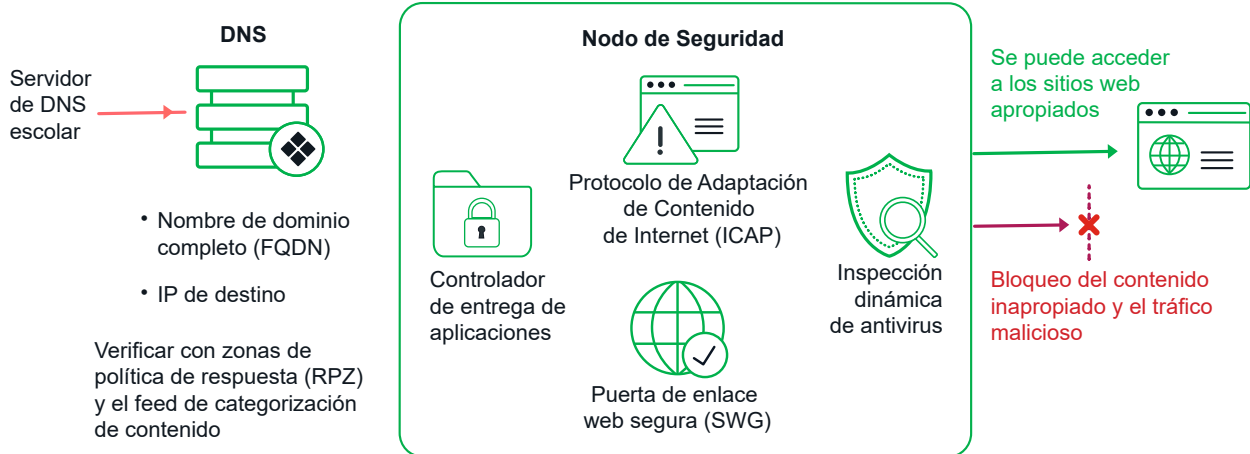 DNS
Servidor
de DNS
escolar
• Nombre de dominio
completo (FQDN)
• IP de destino
Verificar con zonas de
política de respuesta (RPZ)
y el feed de categorización
de contenido
Nodo de Seguridad
Controlador
de entrega de
aplicaciones
Protocolo de Adaptación
de Contenido
de Internet (ICAP)
Puerta de enlace
web segura (SWG)
Inspección
dinámica
de antivirus
Se puede acceder
a los sitios web
apropiados
Bloqueo del contenido
inapropiado y el tráfico
malicioso